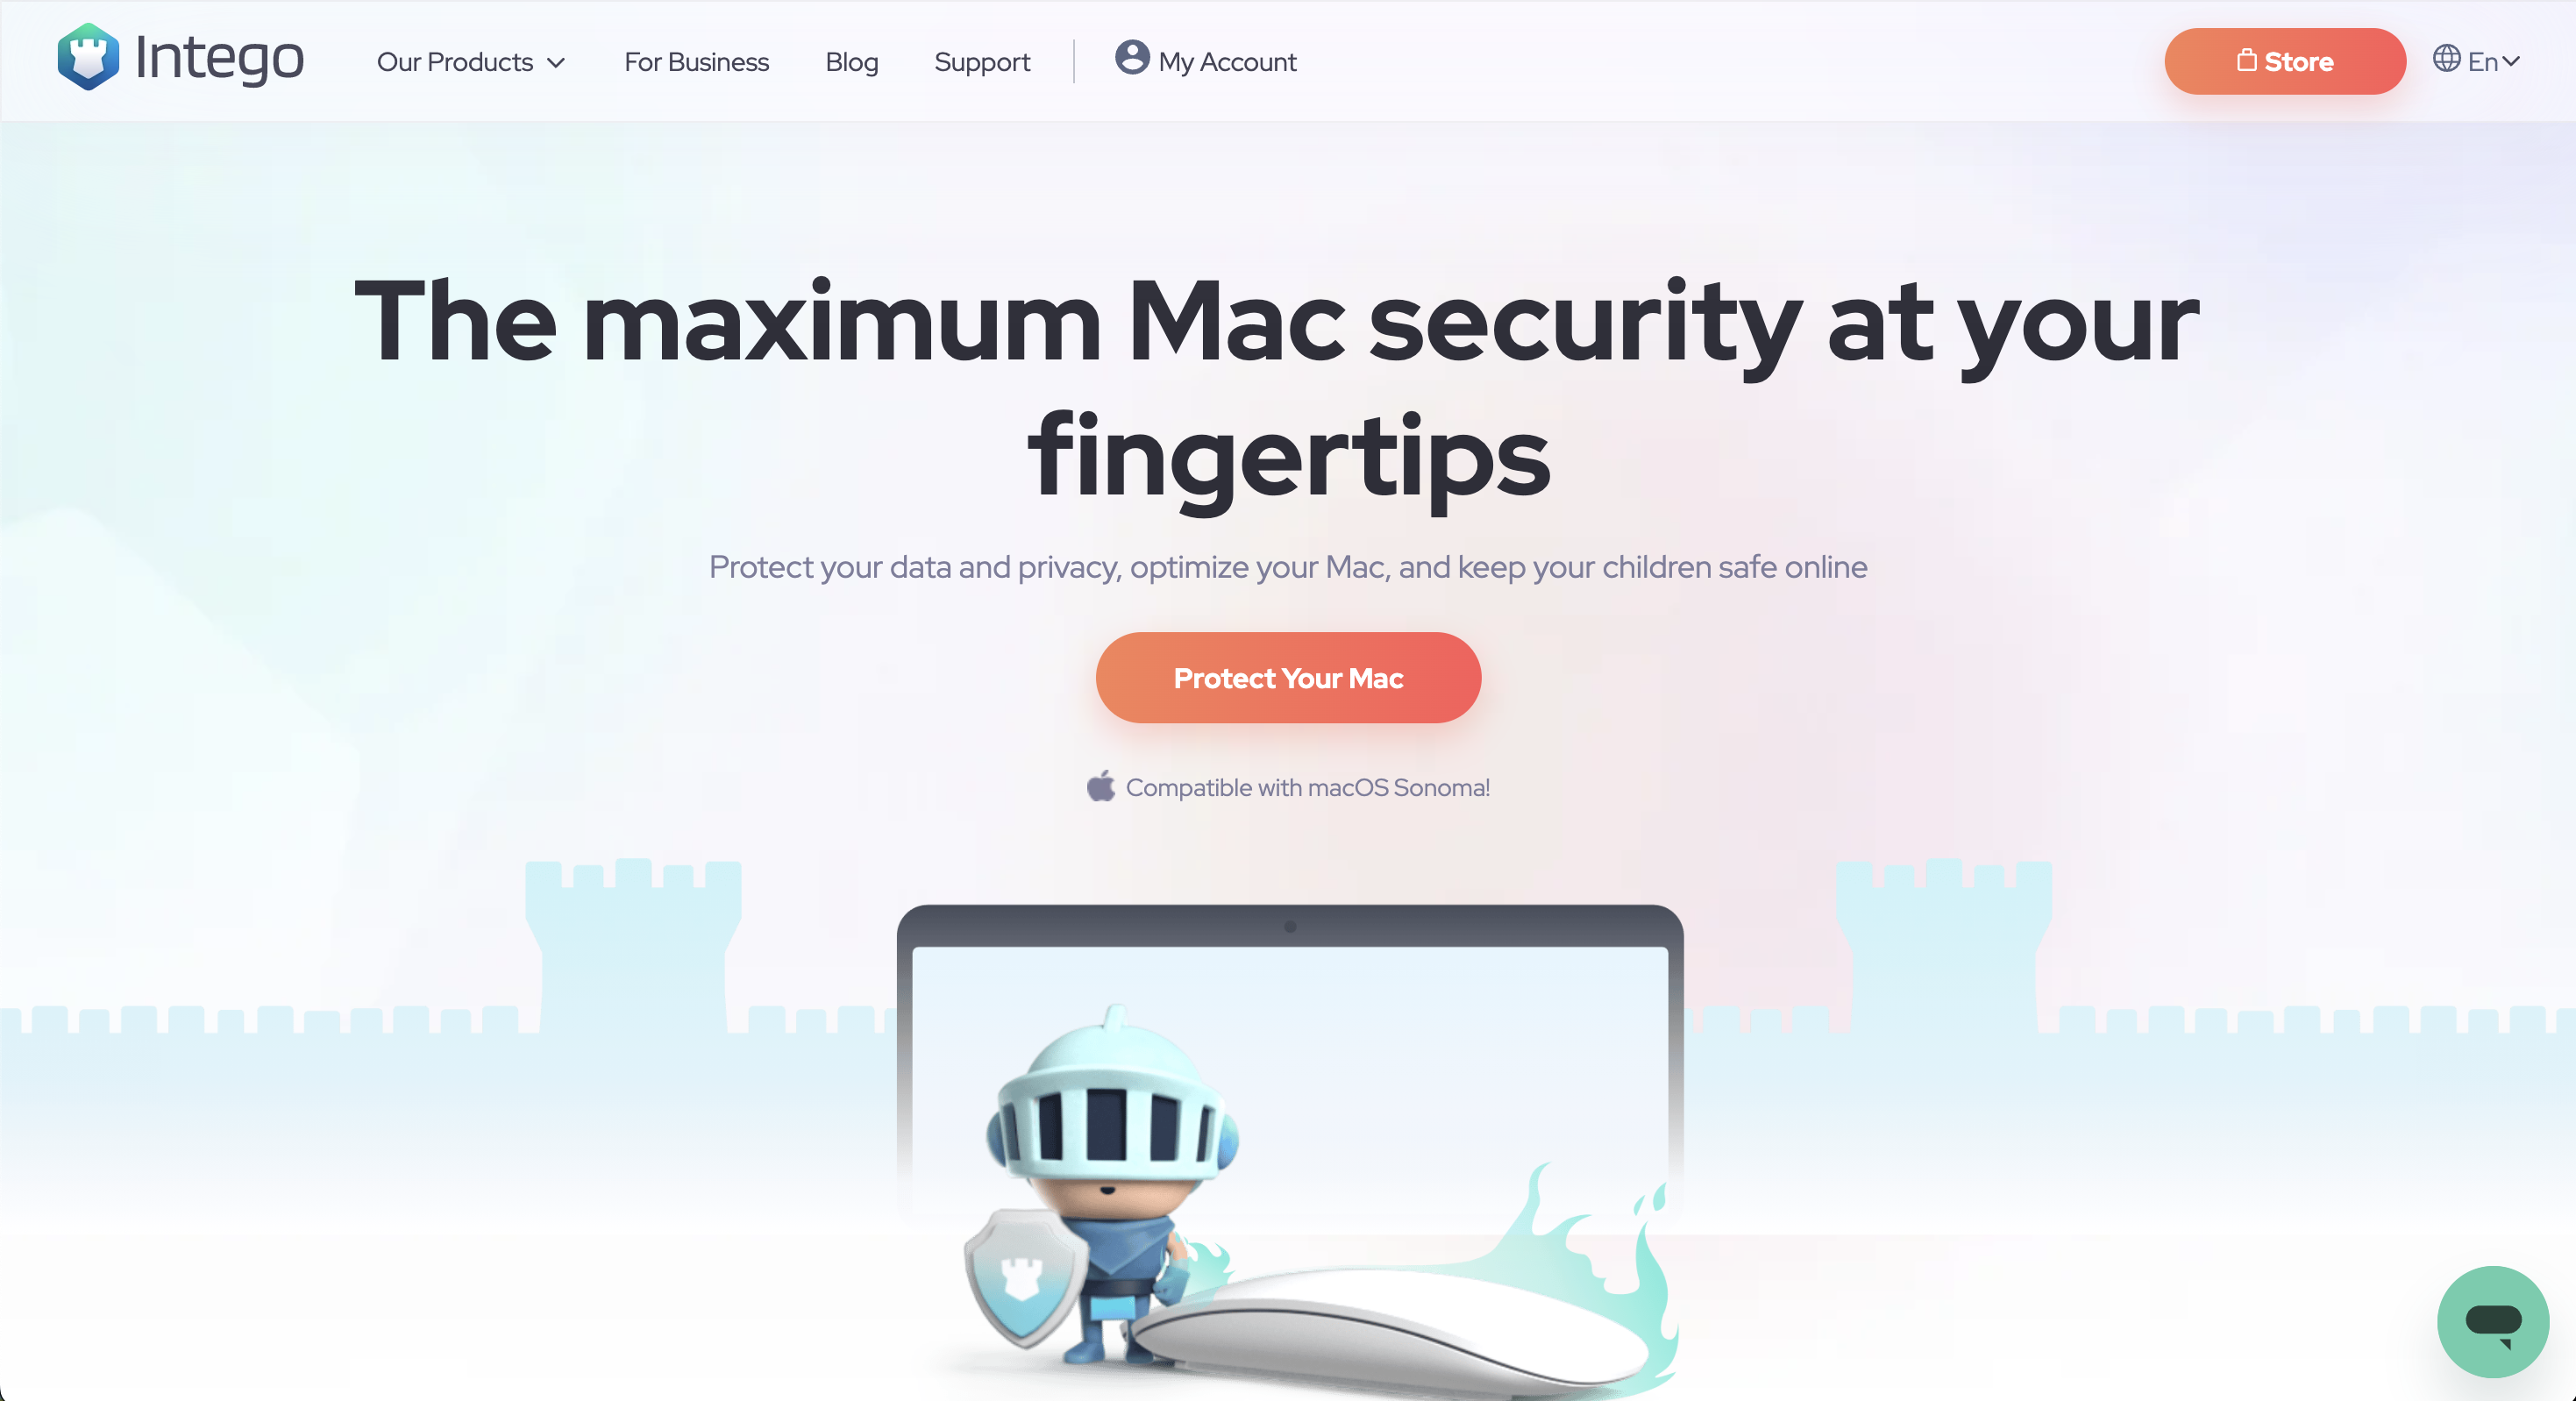 Intego
Our Products
For Business
Blog
Support
My Account
Store
En
The maximum Mac security at your
fingertips
Protect your data and privacy, optimize your Mac, and keep your children safe online
Protect Your Mac
Compatible with macOS Sonoma!